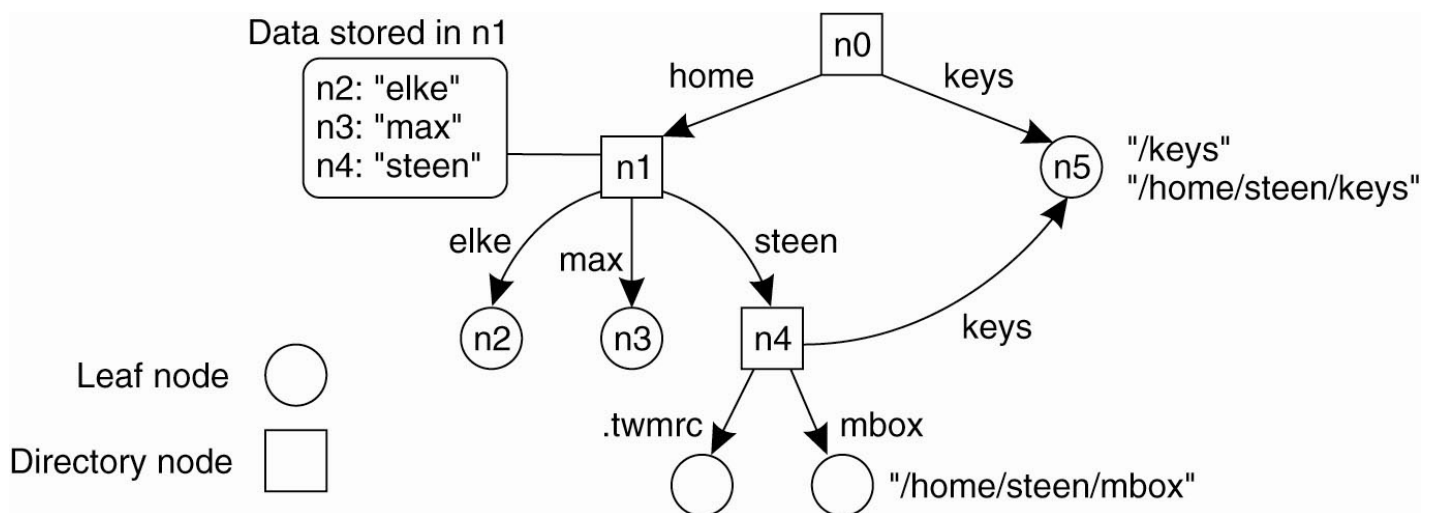 Data stored in n1
n2: "elke"
n3: "max"
n4: "steen"
n0
home
keys
n1
n5
"/keys"
"/home/steen/keys"
elke
max
steen
n2
n3
n4
keys
Leaf node
.twmrc
mbox
Directory node
"/home/steen/mbox"